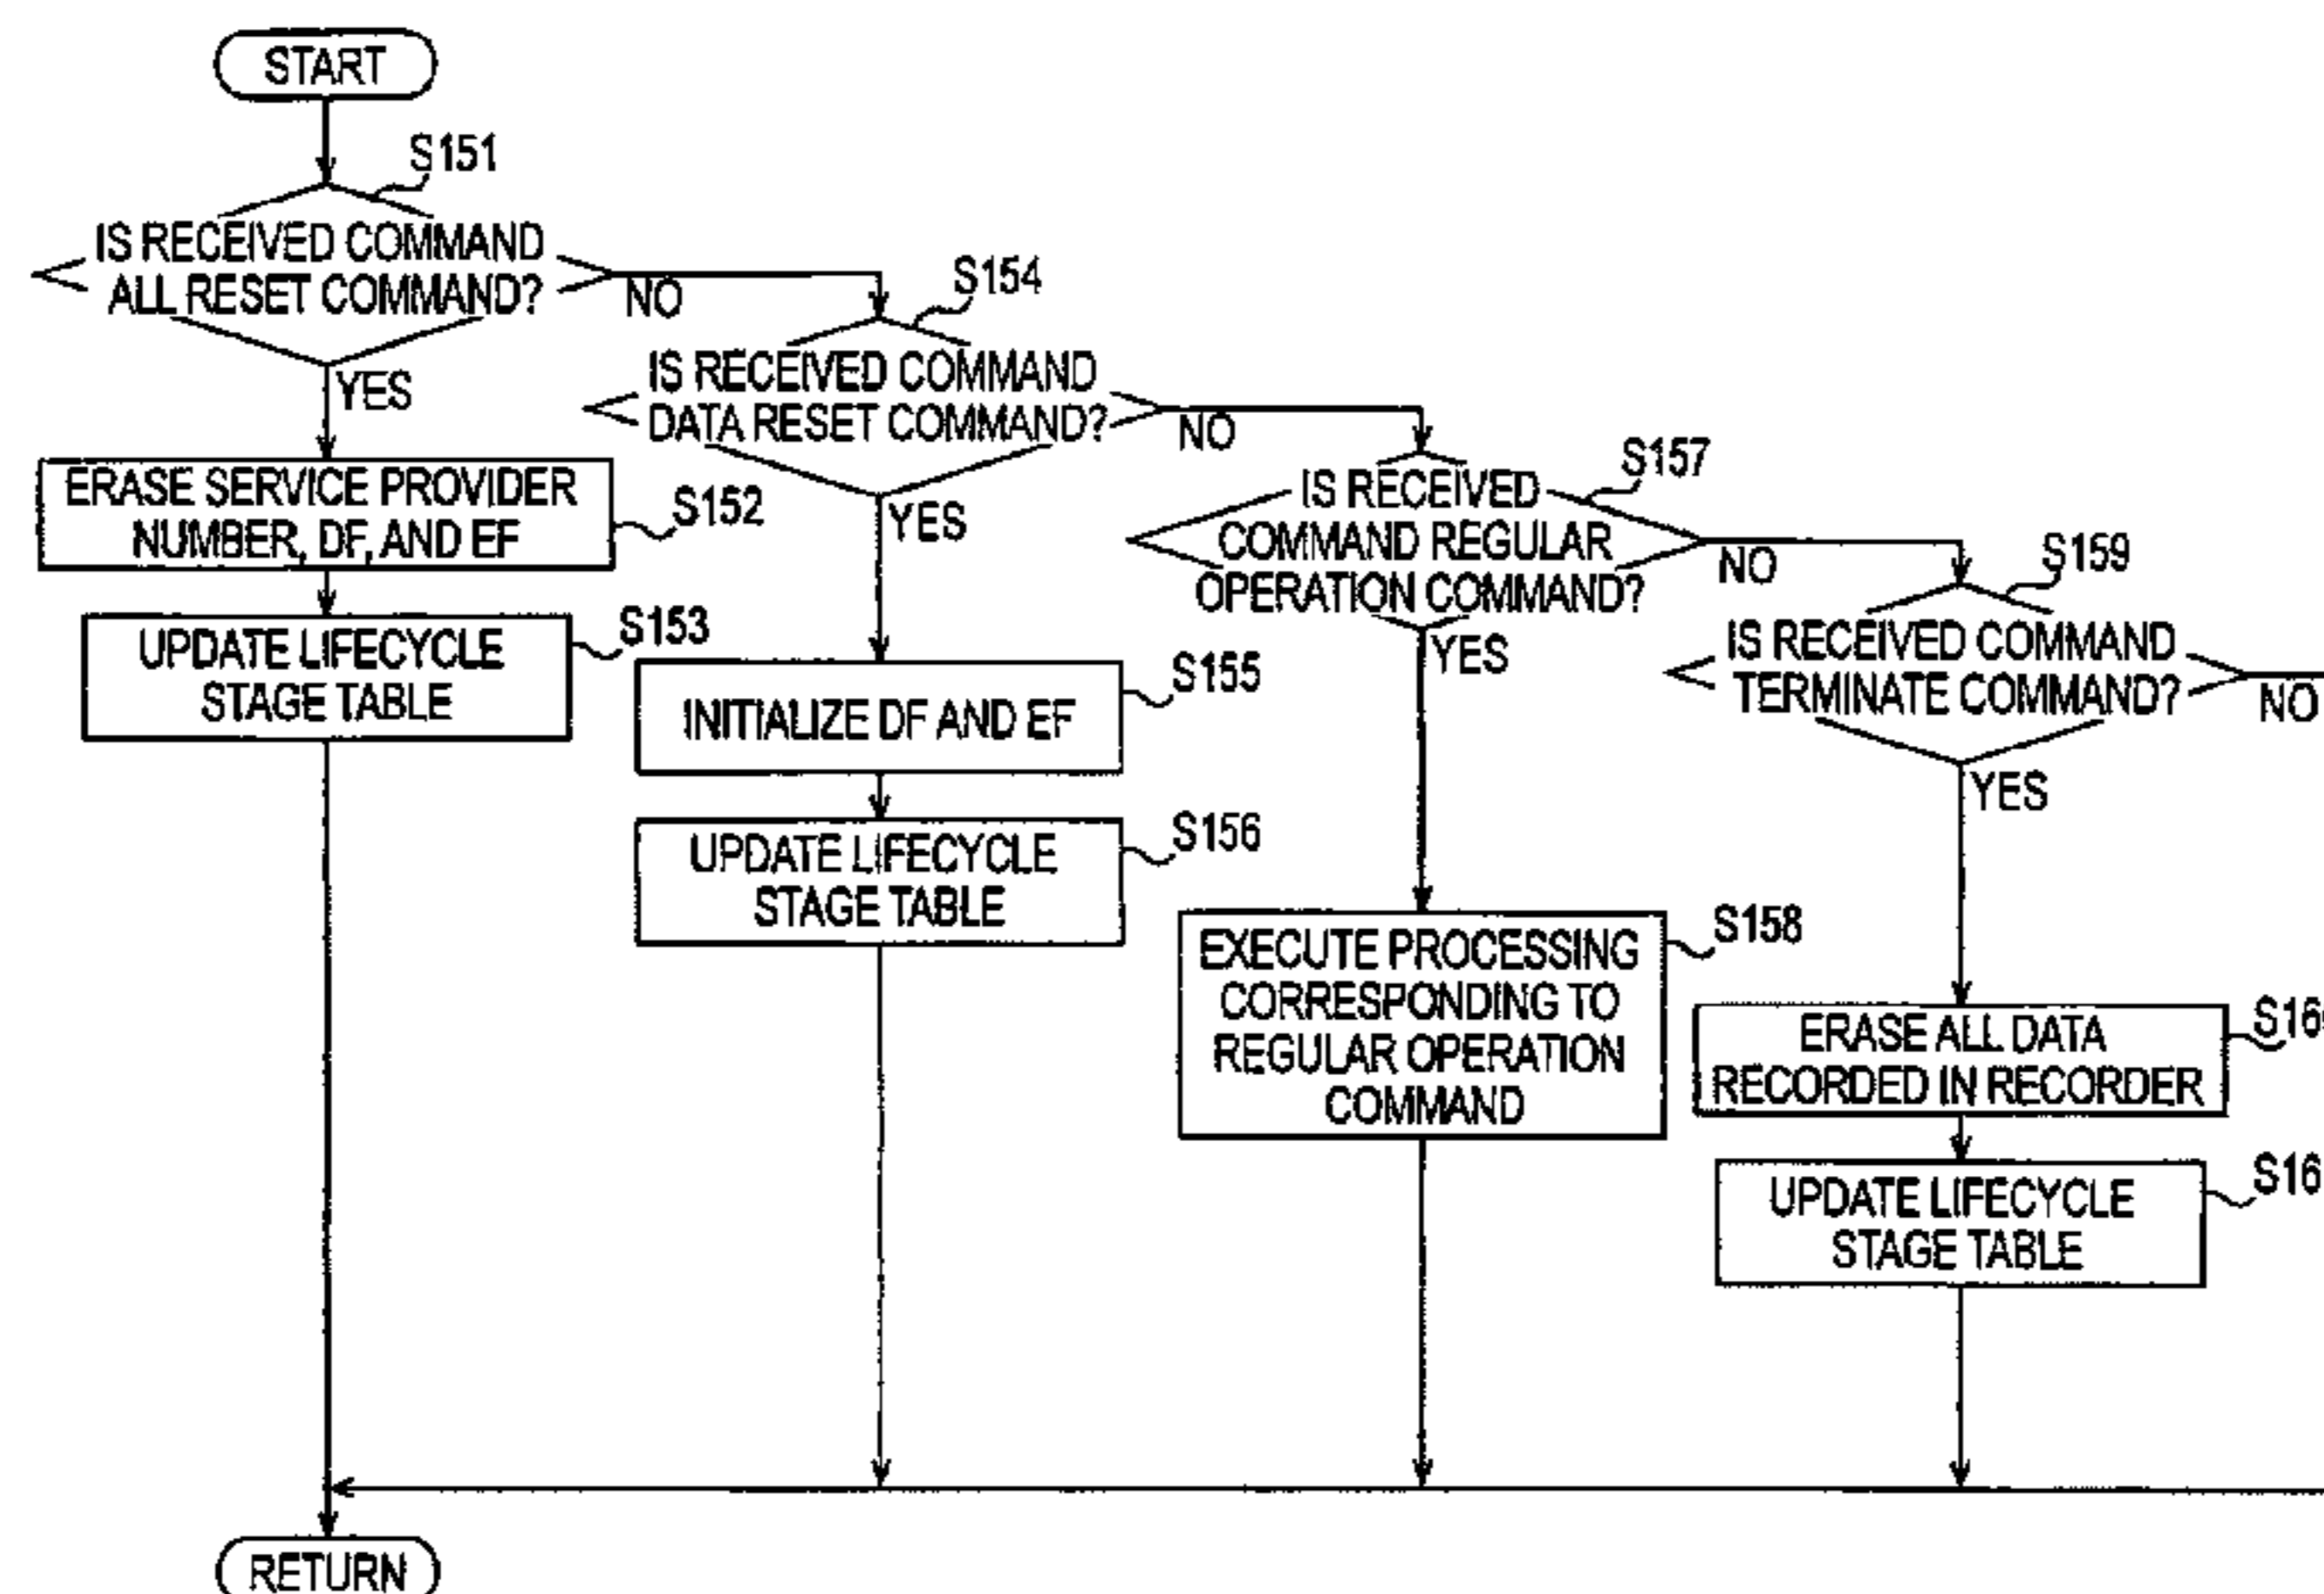 START
S151
IS RECEIVED COMMAND
ALL RESET COMMAND?
NO
YES
ERASE SERVICE PROVIDER
NUMBER, DF, AND EF
S152
UPDATE LIFECYCLE
STAGE TABLE
S153
S154
IS RECEIVED COMMAND
DATA RESET COMMAND?
NO
YES
INITIALIZE DF AND EF
S155
UPDATE LIFECYCLE
STAGE TABLE
S156
S157
IS RECEIVED
COMMAND REGULAR
OPERATION COMMAND?
NO
YES
EXECUTE PROCESSING
CORRESPONDING TO
REGULAR OPERATION
COMMAND
S158
S159
IS RECEIVED COMMAND
TERMINATE COMMAND?
NO
YES
ERASE ALL DATA
RECORDED IN RECORDER
UPDATE LIFECYCLE
STAGE TABLE
RETURN